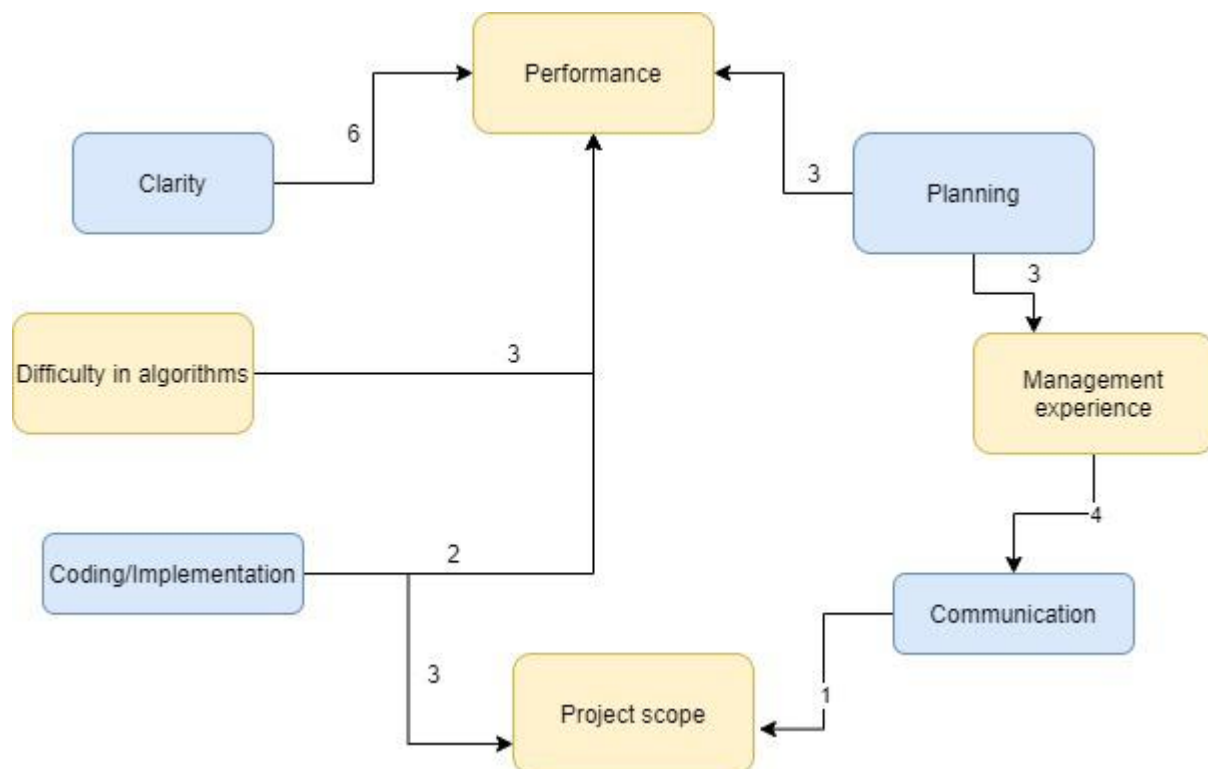 Performance
6
Clarity
3
Planning
3
Difficulty in algorithms
3
Management
experience
4
Coding/Implementation
2
Communication
3
1
Project scope